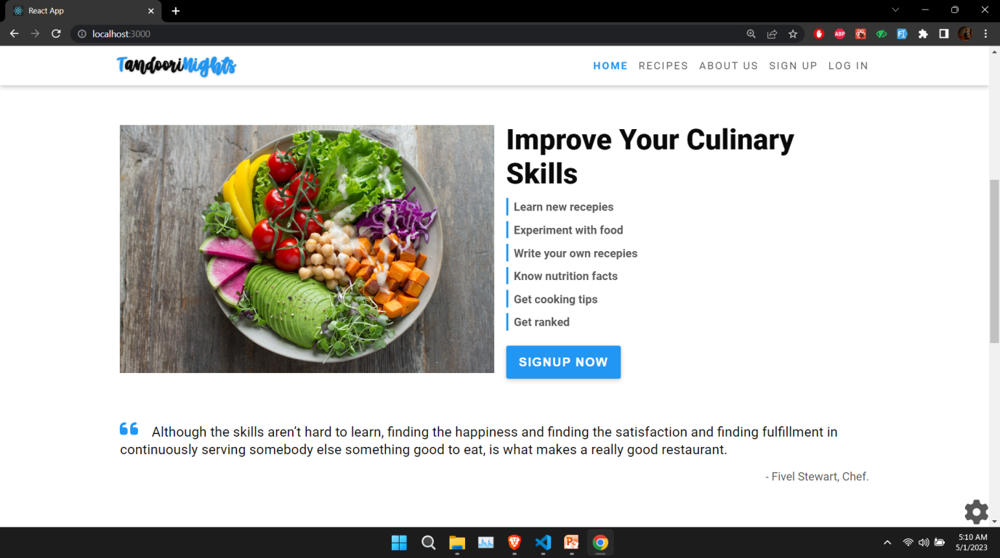 React App
localhost:3000
ABP
TandooriNights
HOME RECIPES ABOUT US SIGN UP LOG IN
Improve Your Culinary
Skills
Learn new recepies
Experiment with food
Write your own recepies
Know nutrition facts
Get cooking tips
Get ranked
SIGNUP NOW
“ Although the skills aren’t hard to learn, finding the happiness and finding the satisfaction and finding fulfillment in
continuously serving somebody else something good to eat, is what makes a really good restaurant.
- Fivel Stewart, Chef.
5:10 AM
5/1/2023